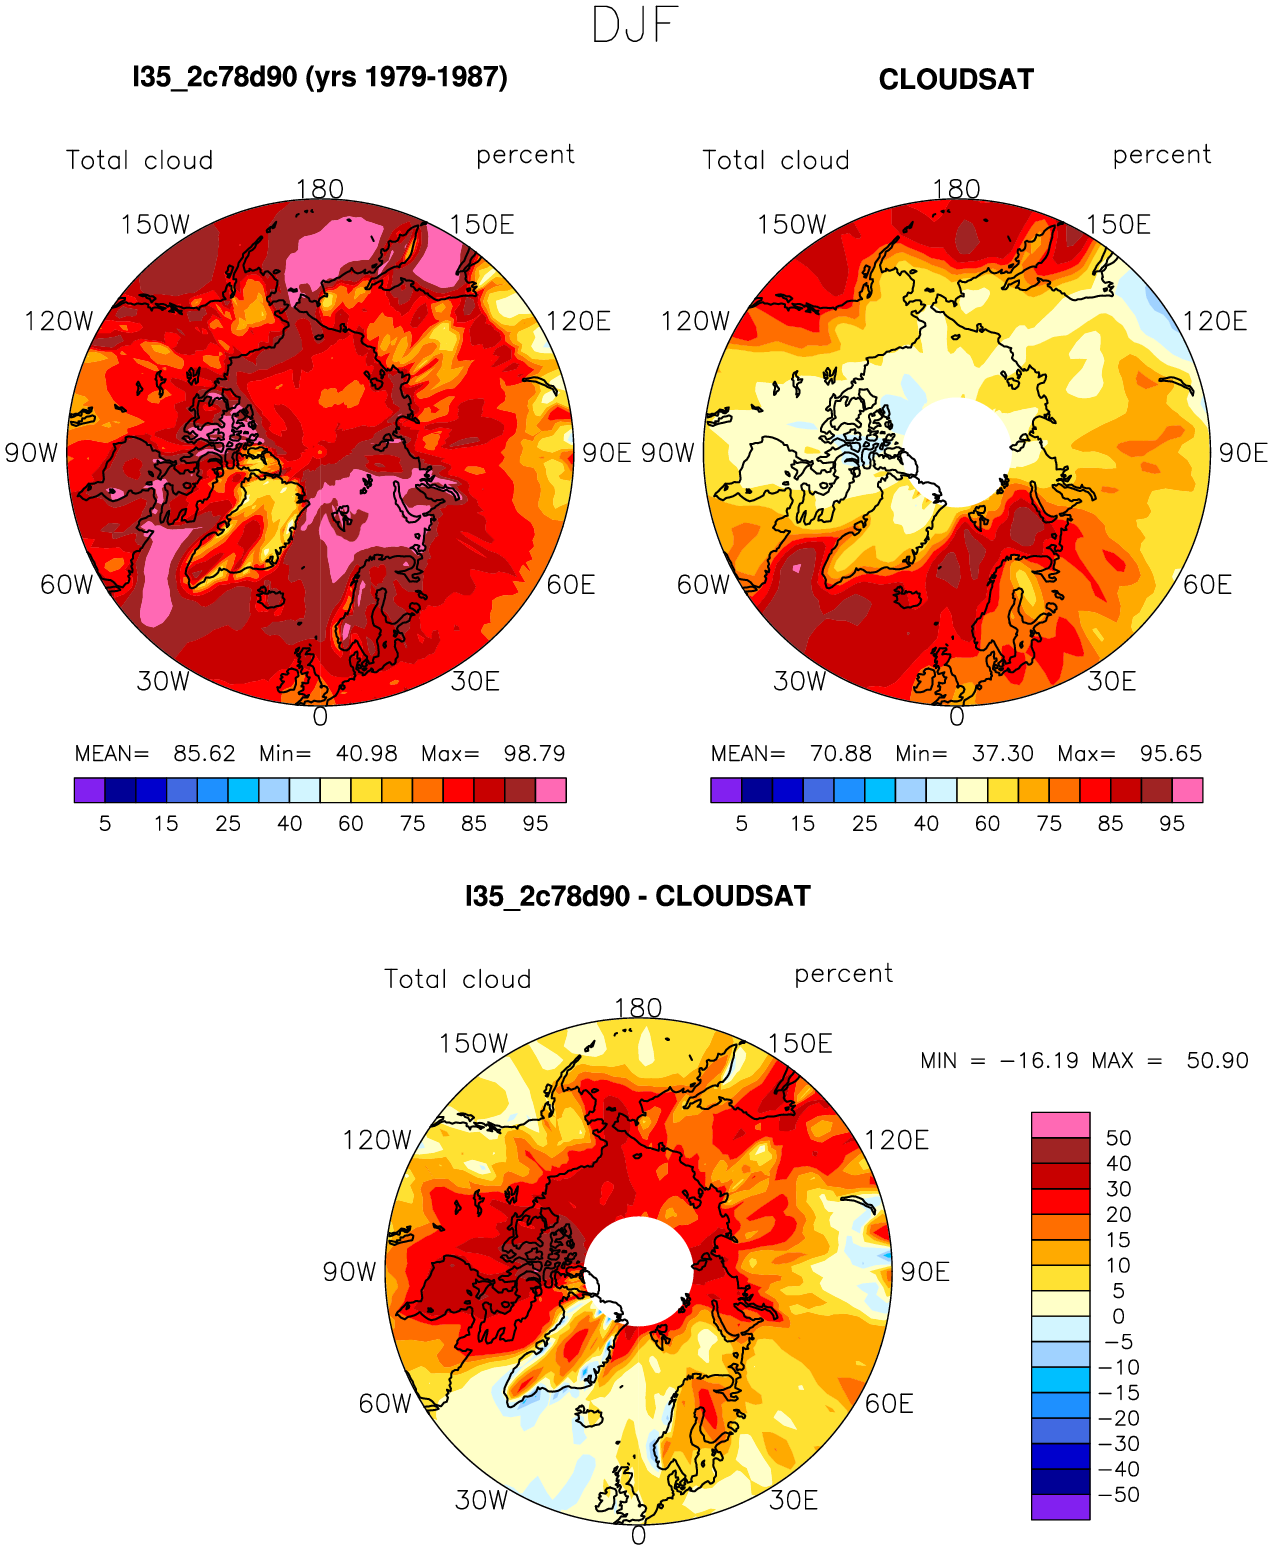 DJF
I35_2c78d90 (yrs 1979-1987)
CLOUDSAT
Total cloud percent
Total cloud percent
180
150W 150E
120W 120E
90W 90E
60W 60E
30W 30E
0
180
150W 150E
120W 120E
90W 90E
60W 60E
30W 30E
0
MEAN= 85.62 Min= 40.98 Max= 98.79
5 15 25 40 60 75 85 95
MEAN= 70.88 Min= 37.30 Max= 95.65
5 15 25 40 60 75 85 95
I35_2c78d90 - CLOUDSAT
Total cloud percent
180
150W 150E
120W 120E
90W 90E
60W 60E
30W 30E
0
MIN = -16.19 MAX = 50.90
50
40
30
20
15
10
5
0
-5
-10
-15
-20
-30
-40
-50